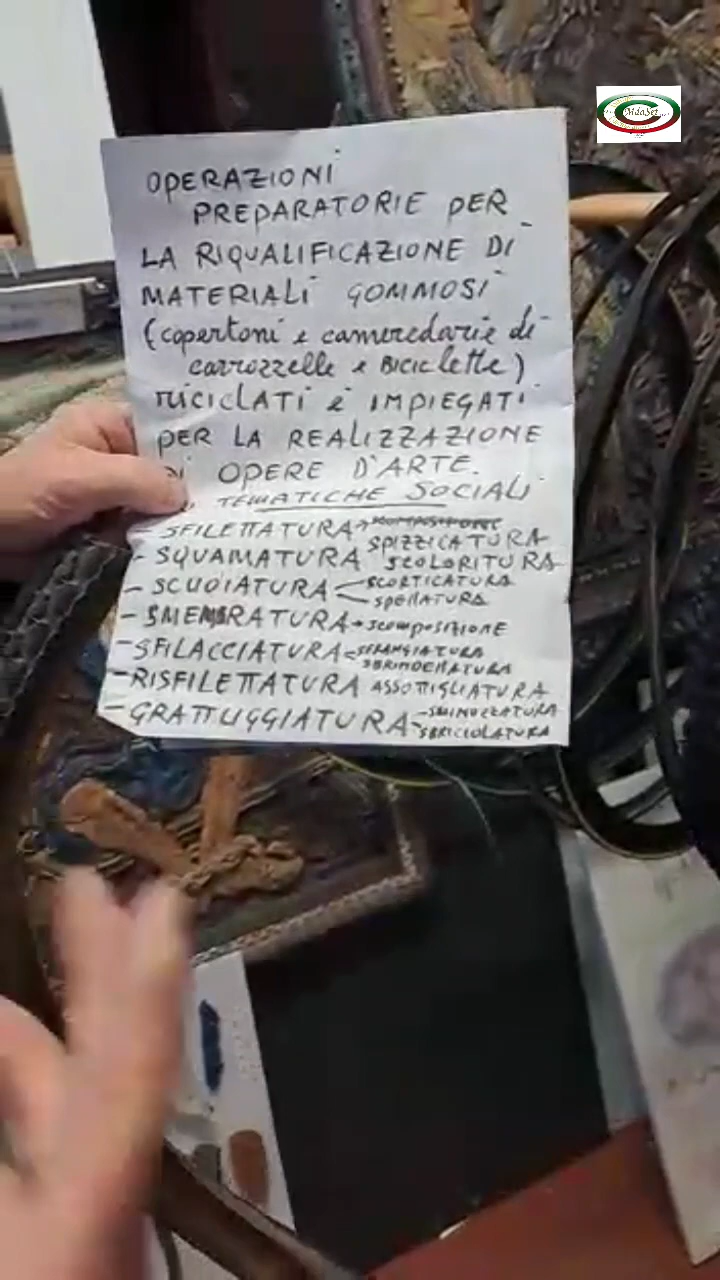 OPERAZIONI
PREPARATORIE PER
LA RIQUALIFICAZIONE DI
MATERIALI GOMMOSI
(copertoni e cameredarie di
carrozzelle e BICIclette)
RICICLATI e IMPIEGATI
PER LA REALIZZAZIONE
DI OPERE D'ARTE.
TEMATICHE SOCIALI
SFILETTATURA→
SPIZZICATURA
- SQUAMATURA SCOLORITURA
- SCUOIATURA SCORTICATURA
SPELLATURA
- SMEMBRATURA→SCOMPOSIZIONE
- SFILACCIATURA SFRANGIATURA
SBRINDELLATURA
- RISFILETTATURA ASSOTTIGLIATURA
- GRATTUGGIATURA - SMINUZZATURA
- SBRICIOLATURA